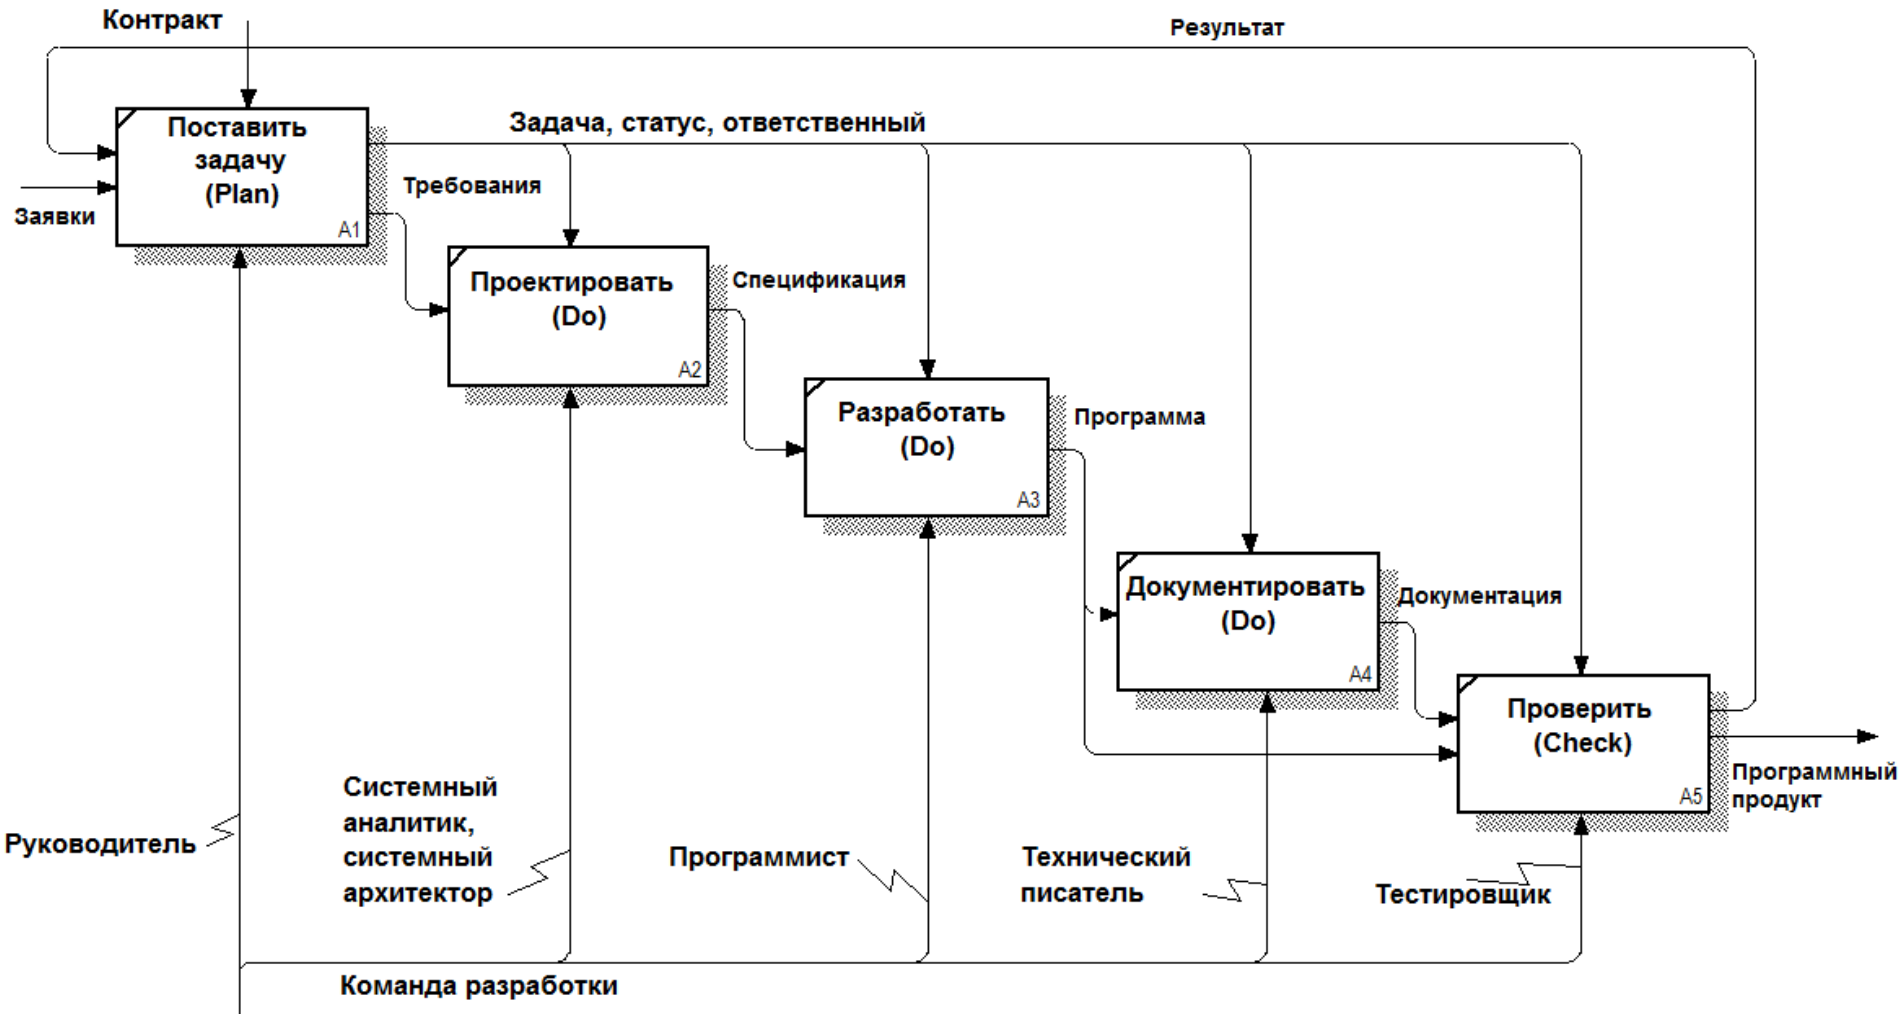 Контракт
Результат
Поставить
задачу
(Plan)
A1
Задача, статус, ответственный
Заявки
Требования
Проектировать
(Do)
A2
Спецификация
Разработать
(Do)
A3
Программа
Документировать
(Do)
A4
Документация
Проверить
(Check)
A5
Программный
продукт
Руководитель
Системный
аналитик,
системный
архитектор
Программист
Технический
писатель
Тестировщик
Команда разработки